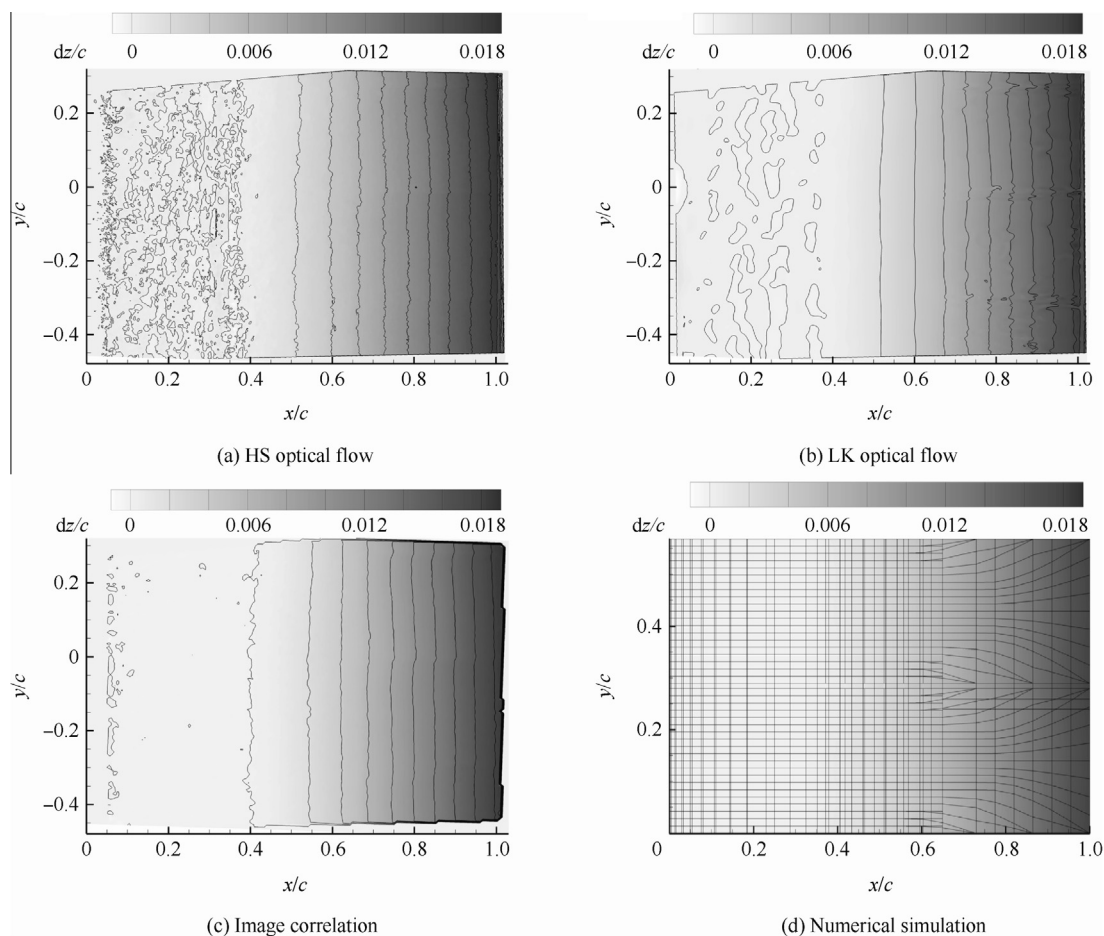 dz/c 0 0.006 0.012 0.018
0.2
0
−0.2
−0.4
y/c
0 0.2 0.4 0.6 0.8 1.0
x/c
(a) HS optical flow
dz/c 0 0.006 0.012 0.018
0.2
0
−0.2
−0.4
y/c
0 0.2 0.4 0.6 0.8 1.0
x/c
(b) LK optical flow
dz/c 0 0.006 0.012 0.018
0.2
0
−0.2
−0.4
y/c
0 0.2 0.4 0.6 0.8 1.0
x/c
(c) Image correlation
dz/c 0 0.006 0.012 0.018
0.4
0.2
y/c
0 0.2 0.4 0.6 0.8 1.0
x/c
(d) Numerical simulation